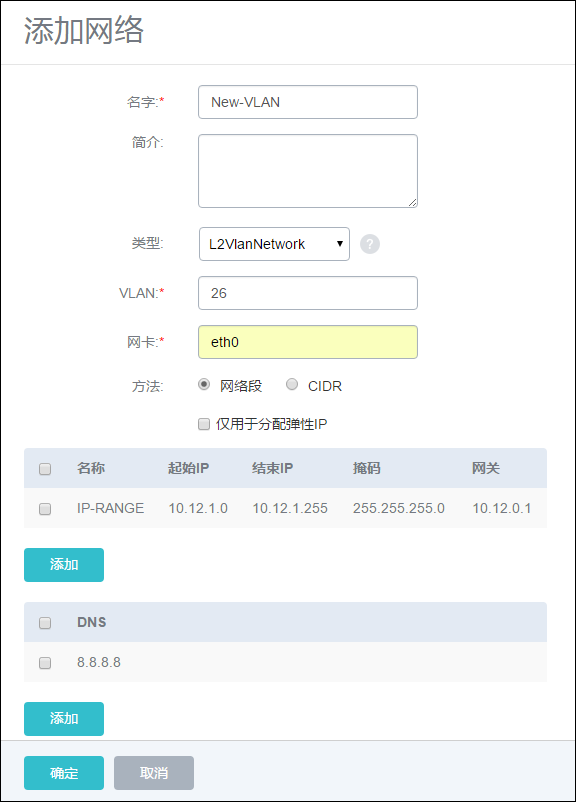 添加网络
名字:* New-VLAN
简介:
类型: L2VlanNetwork ?
VLAN:* 26
网卡:* eth0
方法: 网络段 CIDR
仅用于分配弹性IP
名称 起始IP 结束IP 掩码 网关
IP-RANGE 10.12.1.0 10.12.1.255 255.255.255.0 10.12.0.1
添加
DNS
8.8.8.8
添加
确定 取消